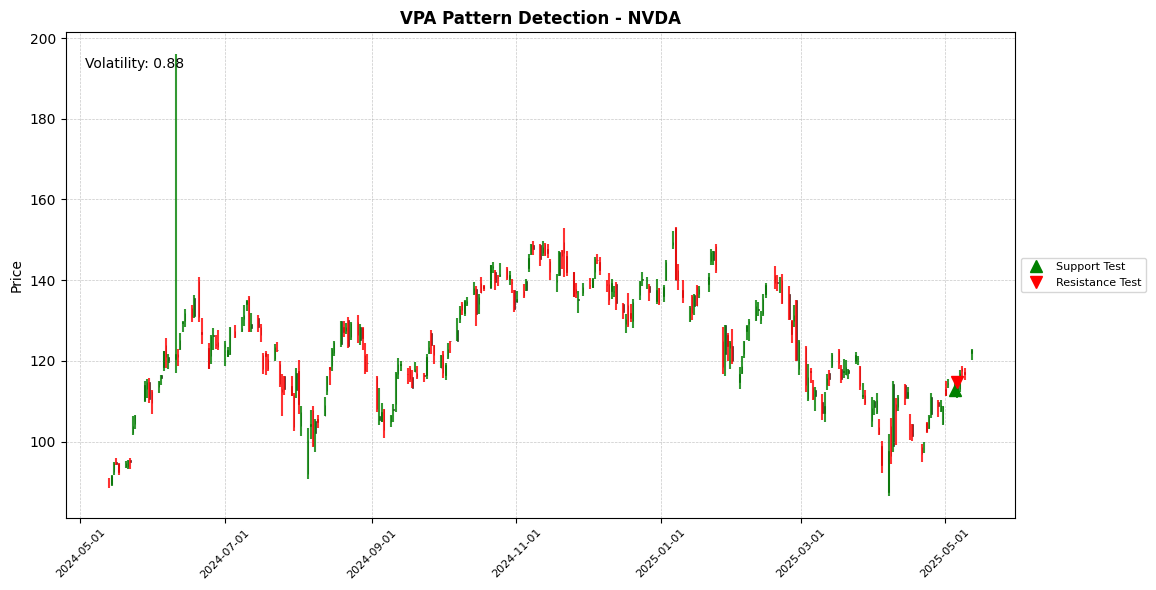 VPA Pattern Detection - NVDA
Volatility: 0.88
Price
200
180
160
140
120
100
2024-05-01
2024-07-01
2024-09-01
2024-11-01
2025-01-01
2025-03-01
2025-05-01
Support Test
Resistance Test